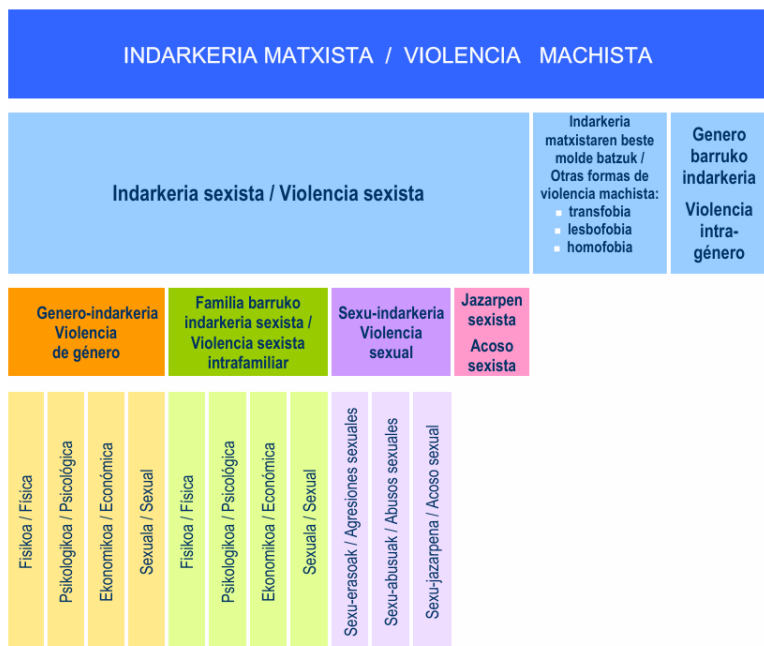 INDARKERIA MATXISTA / VIOLENCIA MACHISTA
Indarkeria sexista / Violencia sexista
Indarkeria
matxistaren beste
molde batzuk /
Otras formas de
violencia machista:
transfobia
lesbofobia
homofobia
Genero
barruko
indarkeria
Violencia
intra-
género
Genero-indarkeria
Violencia
de género
Familia barruko
indarkeria sexista /
Violencia sexista
intrafamiliar
Sexu-indarkeria
Violencia
sexual
Jazarpen
sexista
Acoso
sexista
Fisikoa / Física
Psikologikoa / Psicológica
Ekonomikoa / Económica
Sexuala / Sexual
Fisikoa / Física
Psikologikoa / Psicológica
Ekonomikoa / Económica
Sexuala / Sexual
Sexu-erasoak / Agresiones sexuales
Sexu-abusuak / Abusos sexuales
Sexu-jazarpena / Acoso sexual